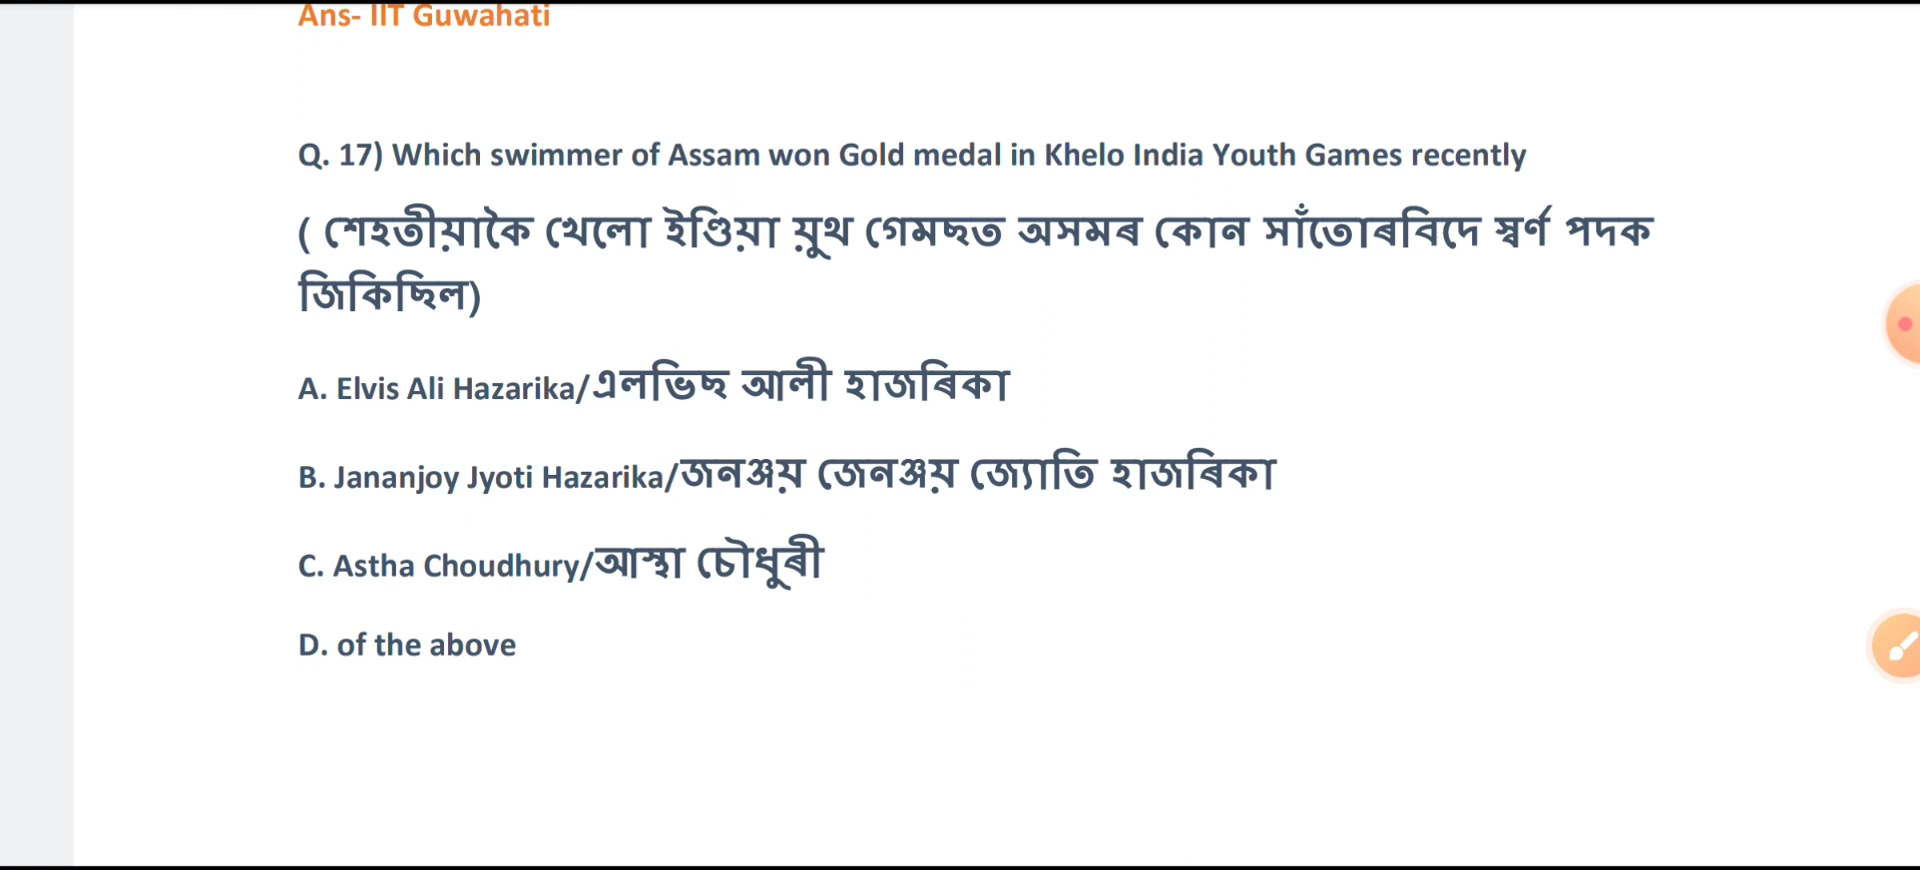 Ans- IIT Guwahati
Q. 17) Which swimmer of Assam won Gold medal in Khelo India Youth Games recently
( শেহতীয়াকৈ খেলো ইণ্ডিয়া য়ুথ গেমছত অসমৰ কোন সাঁতোৰবিদে স্বৰ্ণ পদক
জিকিছিল)
A. Elvis Ali Hazarika/এলভিছ আলী হাজৰিকা
B. Jananjoy Jyoti Hazarika/জনঞ্জয় জেনঞ্জয় জ্যোতি হাজৰিকা
C. Astha Choudhury/আস্থা চৌধুৰী
D. of the above